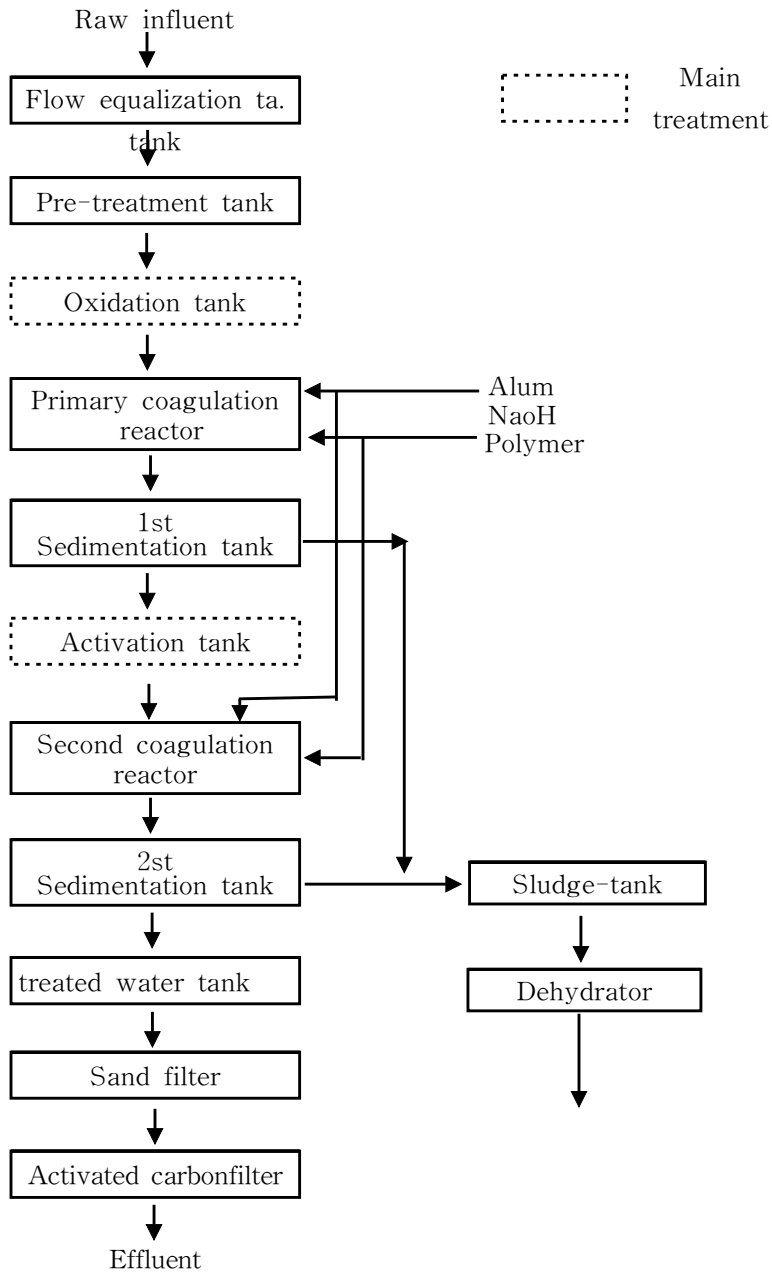 Raw influent
Flow equalization ta.
tank
Main
treatment
Pre-treatment tank
Oxidation tank
Primary coagulation
reactor
Alum
NaoH
Polymer
1st
Sedimentation tank
Activation tank
Second coagulation
reactor
2st
Sedimentation tank
Sludge-tank
treated water tank
Dehydrator
Sand filter
Activated carbonfilter
Effluent